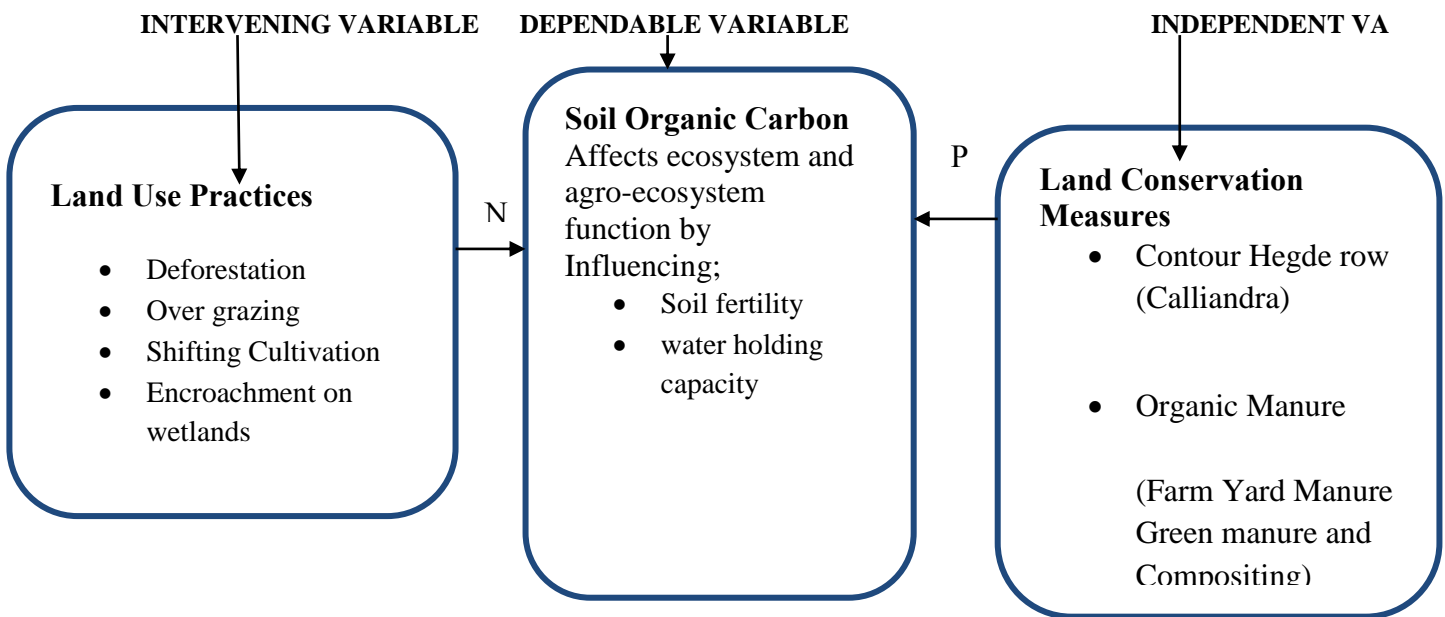 INTERVENING VARIABLE
DEPENDABLE VARIABLE
INDEPENDENT VA
Land Use Practices
• Deforestation
• Over grazing
• Shifting Cultivation
• Encroachment on
wetlands
N
Soil Organic Carbon
Affects ecosystem and
agro-ecosystem
function by
Influencing;
• Soil fertility
• water holding
capacity
P
Land Conservation
Measures
• Contour Hegde row
(Calliandra)
• Organic Manure
(Farm Yard Manure
Green manure and
Compositing)